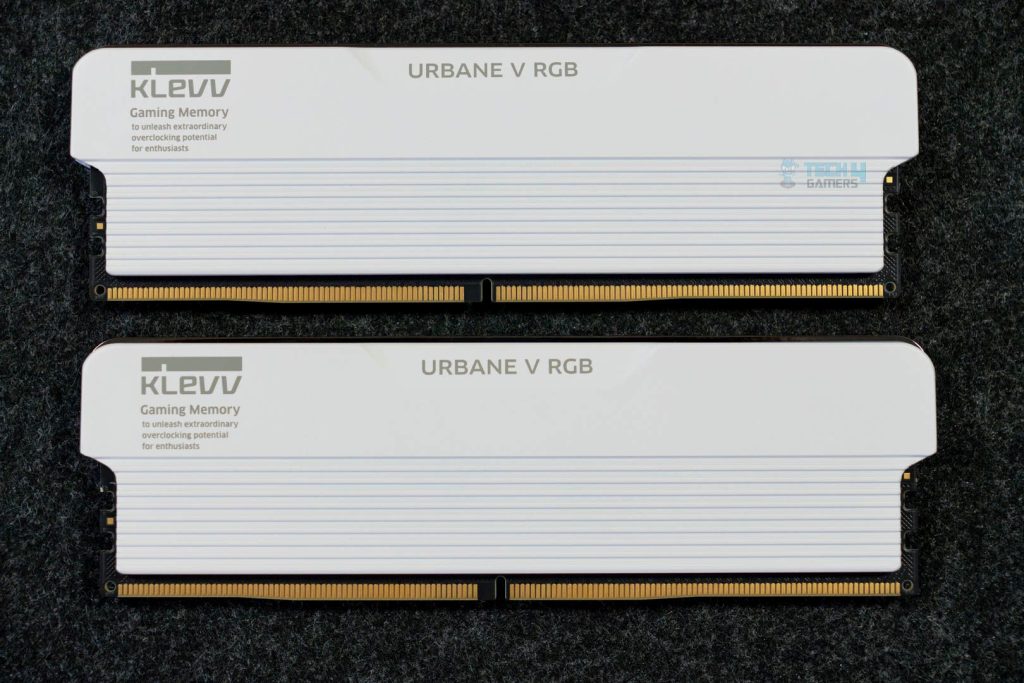 KLEVV
URBANE V RGB
Gaming Memory
to unleash extraordinary
overclocking potential
for enthusiasts
TECH 4
GAMERS
KLEVV
URBANE V RGB
Gaming Memory
to unleash extraordinary
overclocking potential
for enthusiasts